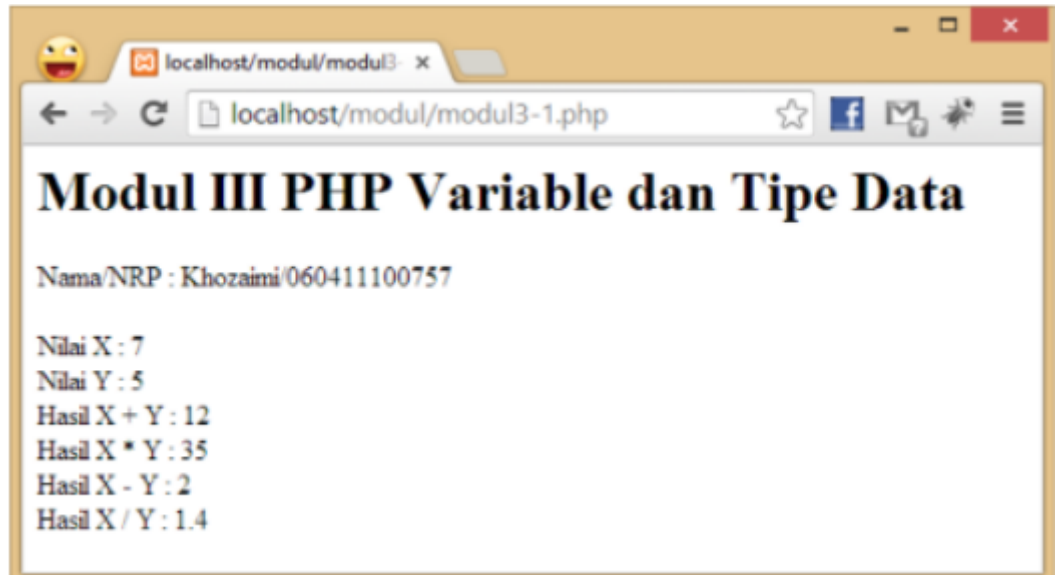 localhost/modul/modul3-
localhost/modul/modul3-1.php
Modul III PHP Variable dan Tipe Data
Nama/NRP : Khozaimi/060411100757
Nilai X : 7
Nilai Y : 5
Hasil X + Y : 12
Hasil X * Y : 35
Hasil X - Y : 2
Hasil X / Y : 1.4